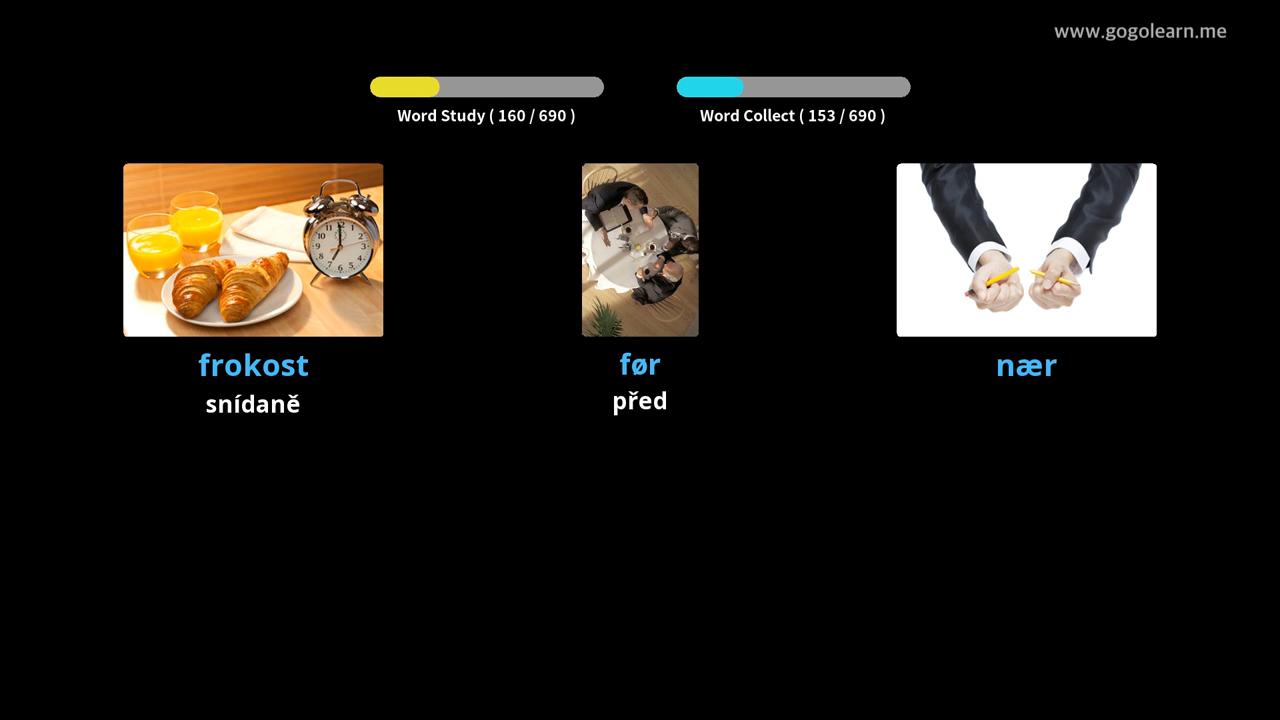 www.gogolearn.me
Word Study ( 160 / 690 )
Word Collect ( 153 / 690 )
frokost
snídaně
før
před
nær